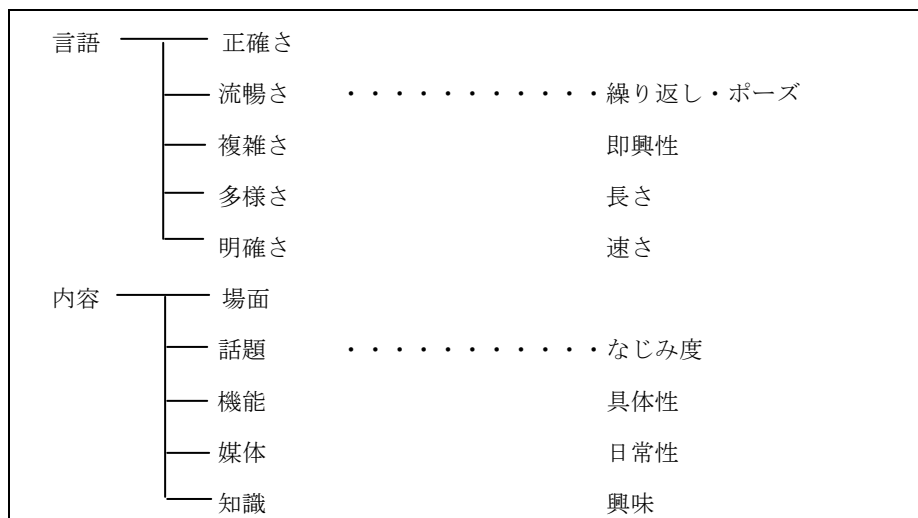 言語 正確さ
流暢さ ・・・・・・・・・・・繰り返し・ポーズ
複雑さ 即興性
多様さ 長さ
明確さ 速さ
内容 場面
話題 ・・・・・・・・・・・なじみ度
機能 具体性
媒体 日常性
知識 興味